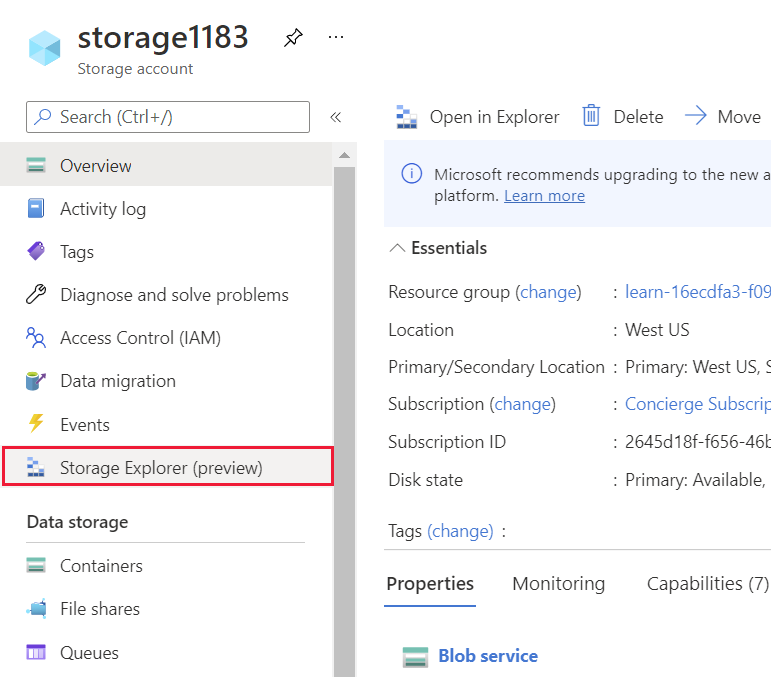 storage1183
Storage account
Search (Ctrl+/)
Overview
Activity log
Tags
Diagnose and solve problems
Access Control (IAM)
Data migration
Events
Storage Explorer (preview)
Data storage
Containers
File shares
Queues
Open in Explorer Delete Move
Microsoft recommends upgrading to the new a
platform. Learn more
Essentials
Resource group (change) : learn-16ecdfa3-f09
Location : West US
Primary/Secondary Location : Primary: West US, S
Subscription (change) : Concierge Subscrip
Subscription ID : 2645d18f-f656-46b
Disk state : Primary: Available,
Tags (change) :
Properties Monitoring Capabilities (7)
Blob service